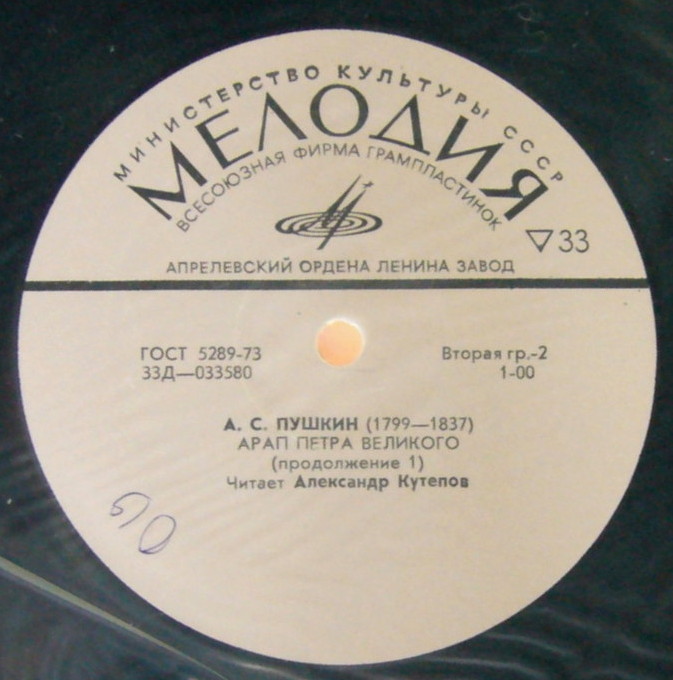 МИНИСТЕРСТВО КУЛЬТУРЫ СССР
МЕЛОДИЯ
ВСЕСОЮЗНАЯ ФИРМА ГРАМПЛАСТИНОК
33
АПРЕЛЕВСКИЙ ОРДЕНА ЛЕНИНА ЗАВОД
ГОСТ 5289-73
33Д—033580
Вторая гр.-2
1-00
А. С. ПУШКИН (1799—1837)
АРАП ПЕТРА ВЕЛИКОГО
(продолжение 1)
Читает Александр Кутепов